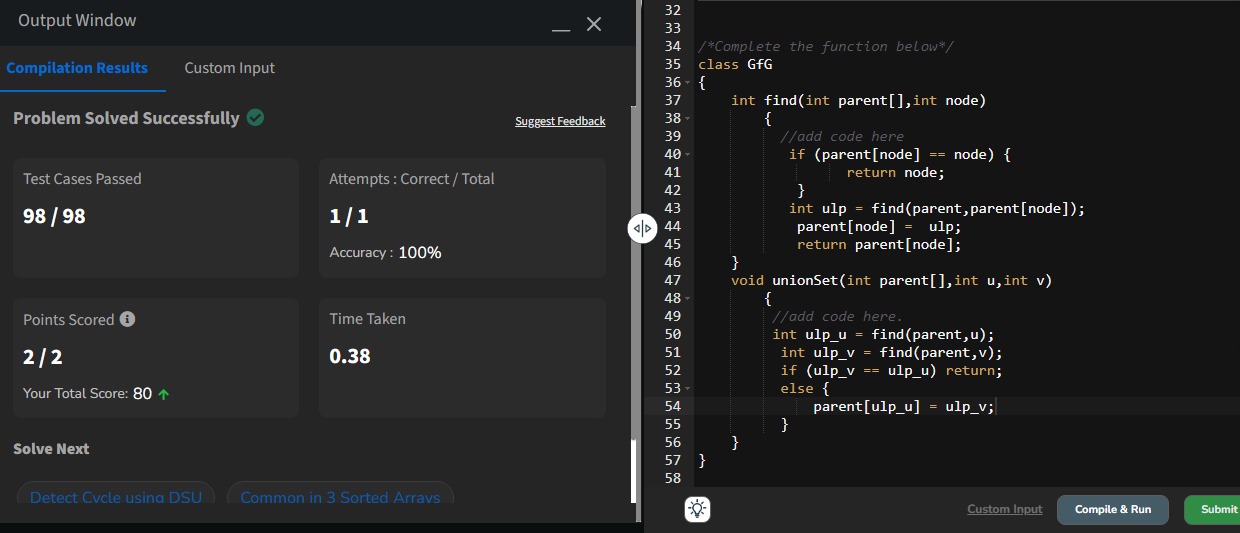 Output Window
Compilation Results
Custom Input
Problem Solved Successfully
Suggest Feedback
Test Cases Passed
98 / 98
Attempts : Correct / Total
1 / 1
Accuracy : 100%
Points Scored
2 / 2
Your Total Score: 80
Time Taken
0.38
Solve Next
Detect Cycle using DSU
Common in 3 Sorted Arrays
32
33
34 /*Complete the function below*/
35 class GfG
36 {
37 int find(int parent[],int node)
38 {
39 //add code here
40 if (parent[node] == node) {
41 return node;
42 }
43 int ulp = find(parent,parent[node]);
44 parent[node] =  ulp;
45 return parent[node];
46 }
47 void unionSet(int parent[],int u,int v)
48 {
49 //add code here.
50 int ulp_u = find(parent,u);
51 int ulp_v = find(parent,v);
52 if (ulp_v == ulp_u) return;
53 else {
54 parent[ulp_u] = ulp_v;
55 }
56 }
57 }
58
Custom Input
Compile & Run
Submit